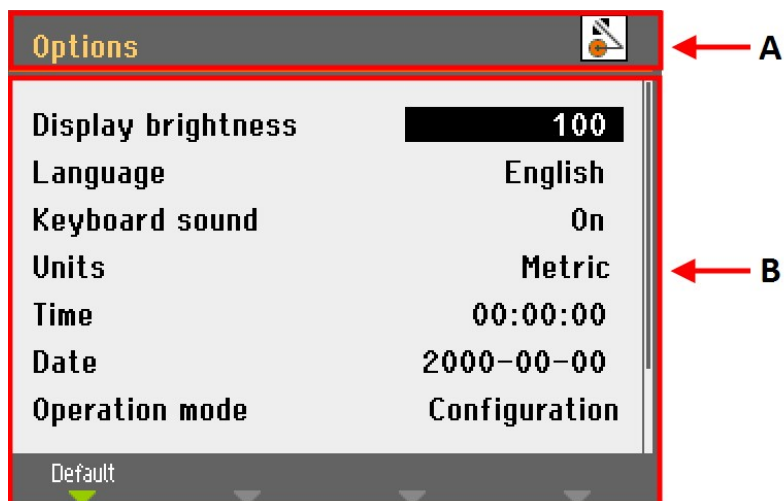 Options
A
Display brightness 100
Language English
Keyboard sound On
Units Metric
B
Time 00:00:00
Date 2000-00-00
Operation mode Configuration
Default